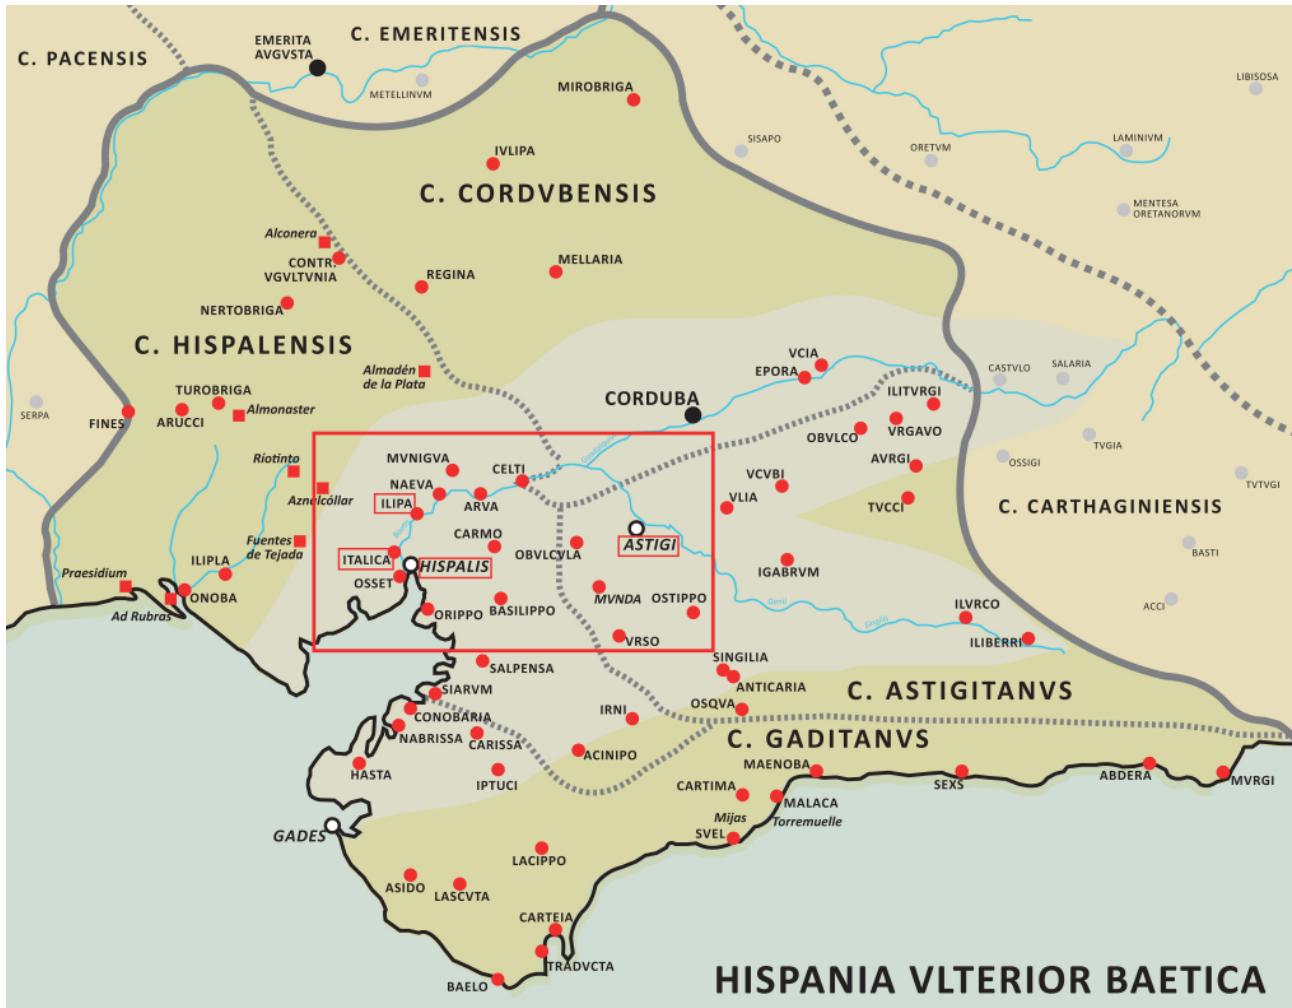 C. PACENSIS
EMERITA
AVGVSTA
C. EMERITENSIS
METELLINVM
MIROBRIGA
LIBISOSA
SISAPO
ORETVM
LAMINIVM
MENTESA
ORETANORVM
IVLIPA
C. CORDVBENSIS
Alconera
CONTR.
VGVLTVNIA
REGINA
MELLARIA
NERTOBRIGA
C. HISPALENSIS
Almadén
de la Plata
VCIA
EPORA
CASTVLO
SALARIA
SERPA
FINES
TUROBRIGA
ARUCCI
Almonaster
CORDUBA
ILITVRGI
VRGAVO
OBVLCO
TVGIA
Riotinto
MVNIGVA
CELTI
Guadalquivir
AVRGI
OSSIGI
TVTVGI
Aznalcóllar
NAEVA
ILIPA
ARVA
VCVBI
VLIA
TVCCI
C. CARTHAGINIENSIS
Baetis
Fuentes
de Tejada
CARMO
OBVLCVLA
ASTIGI
BASTI
ITALICA
HISPALIS
OSSET
ILIPLA
IGABRVM
Praesidium
ONOBA
Ad Rubras
ORIPPO
BASILIPPO
MVNDA
OSTIPPO
Genil
Singilis
ILVRCO
ACCI
VRSO
ILIBERRI
SALPENSA
SINGILIA
ANTICARIA
SIARVM
C. ASTIGITANVS
CONOBARIA
NABRISSA
CARISSA
IRNI
OSQVA
C. GADITANVS
ACINIPO
HASTA
IPTUCI
MAENOBA
SEXS
ABDERA
MVRGI
CARTIMA
MALACA
Mijas
Torremuelle
SVEL
GADES
LACIPPO
ASIDO
LASCVTA
CARTEIA
TRADVCTA
BAELO
HISPANIA VLTERIOR BAETICA